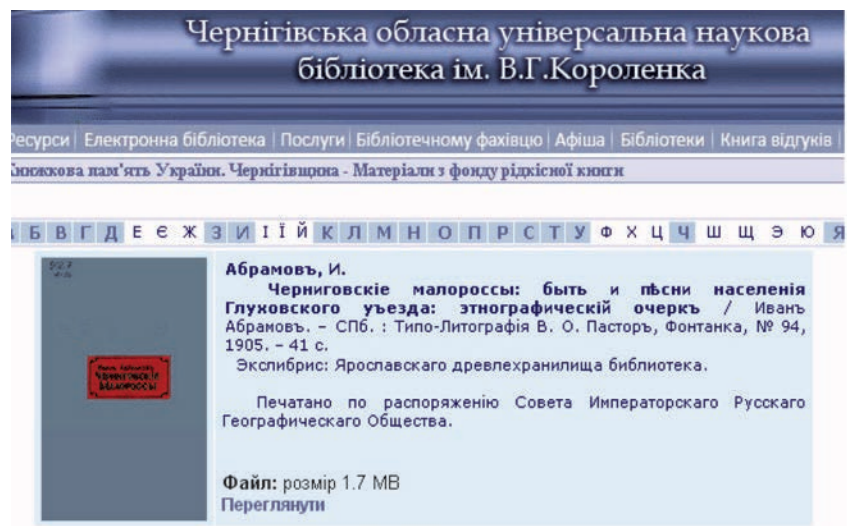 Чернігівська обласна універсальна наукова
бібліотека ім. В.Г.Короленка
Ресурси | Електронна бібліотека | Послуги | Бібліотечному фахівцю | Афіша | Бібліотеки | Книга відгуків |
Книжкова пам'ять України. Чернігівщина - Матеріали з фонду рідкісної книги
А Б В Г Д Е Є Ж З И І Ї Й К Л М Н О П Р С Т У Ф Х Ц Ч Ш Щ Э Ю Я
Абрамовъ, И.
Черниговскіе малороссы: быть и пѣсни населенія
Глуховского уъезда: этнографическій очеркъ / Иванъ
Абрамовъ. – СПб. : Типо-Литографія В. О. Пасторъ, Фонтанка, № 94,
1905. – 41 с.
Экслибрис: Ярославскаго древлехранилища библиотека.
Печатано по распоряженію Совета Императорскаго Русскаго
Географическаго Общества.
Файл: розмір 1.7 MB
Переглянути